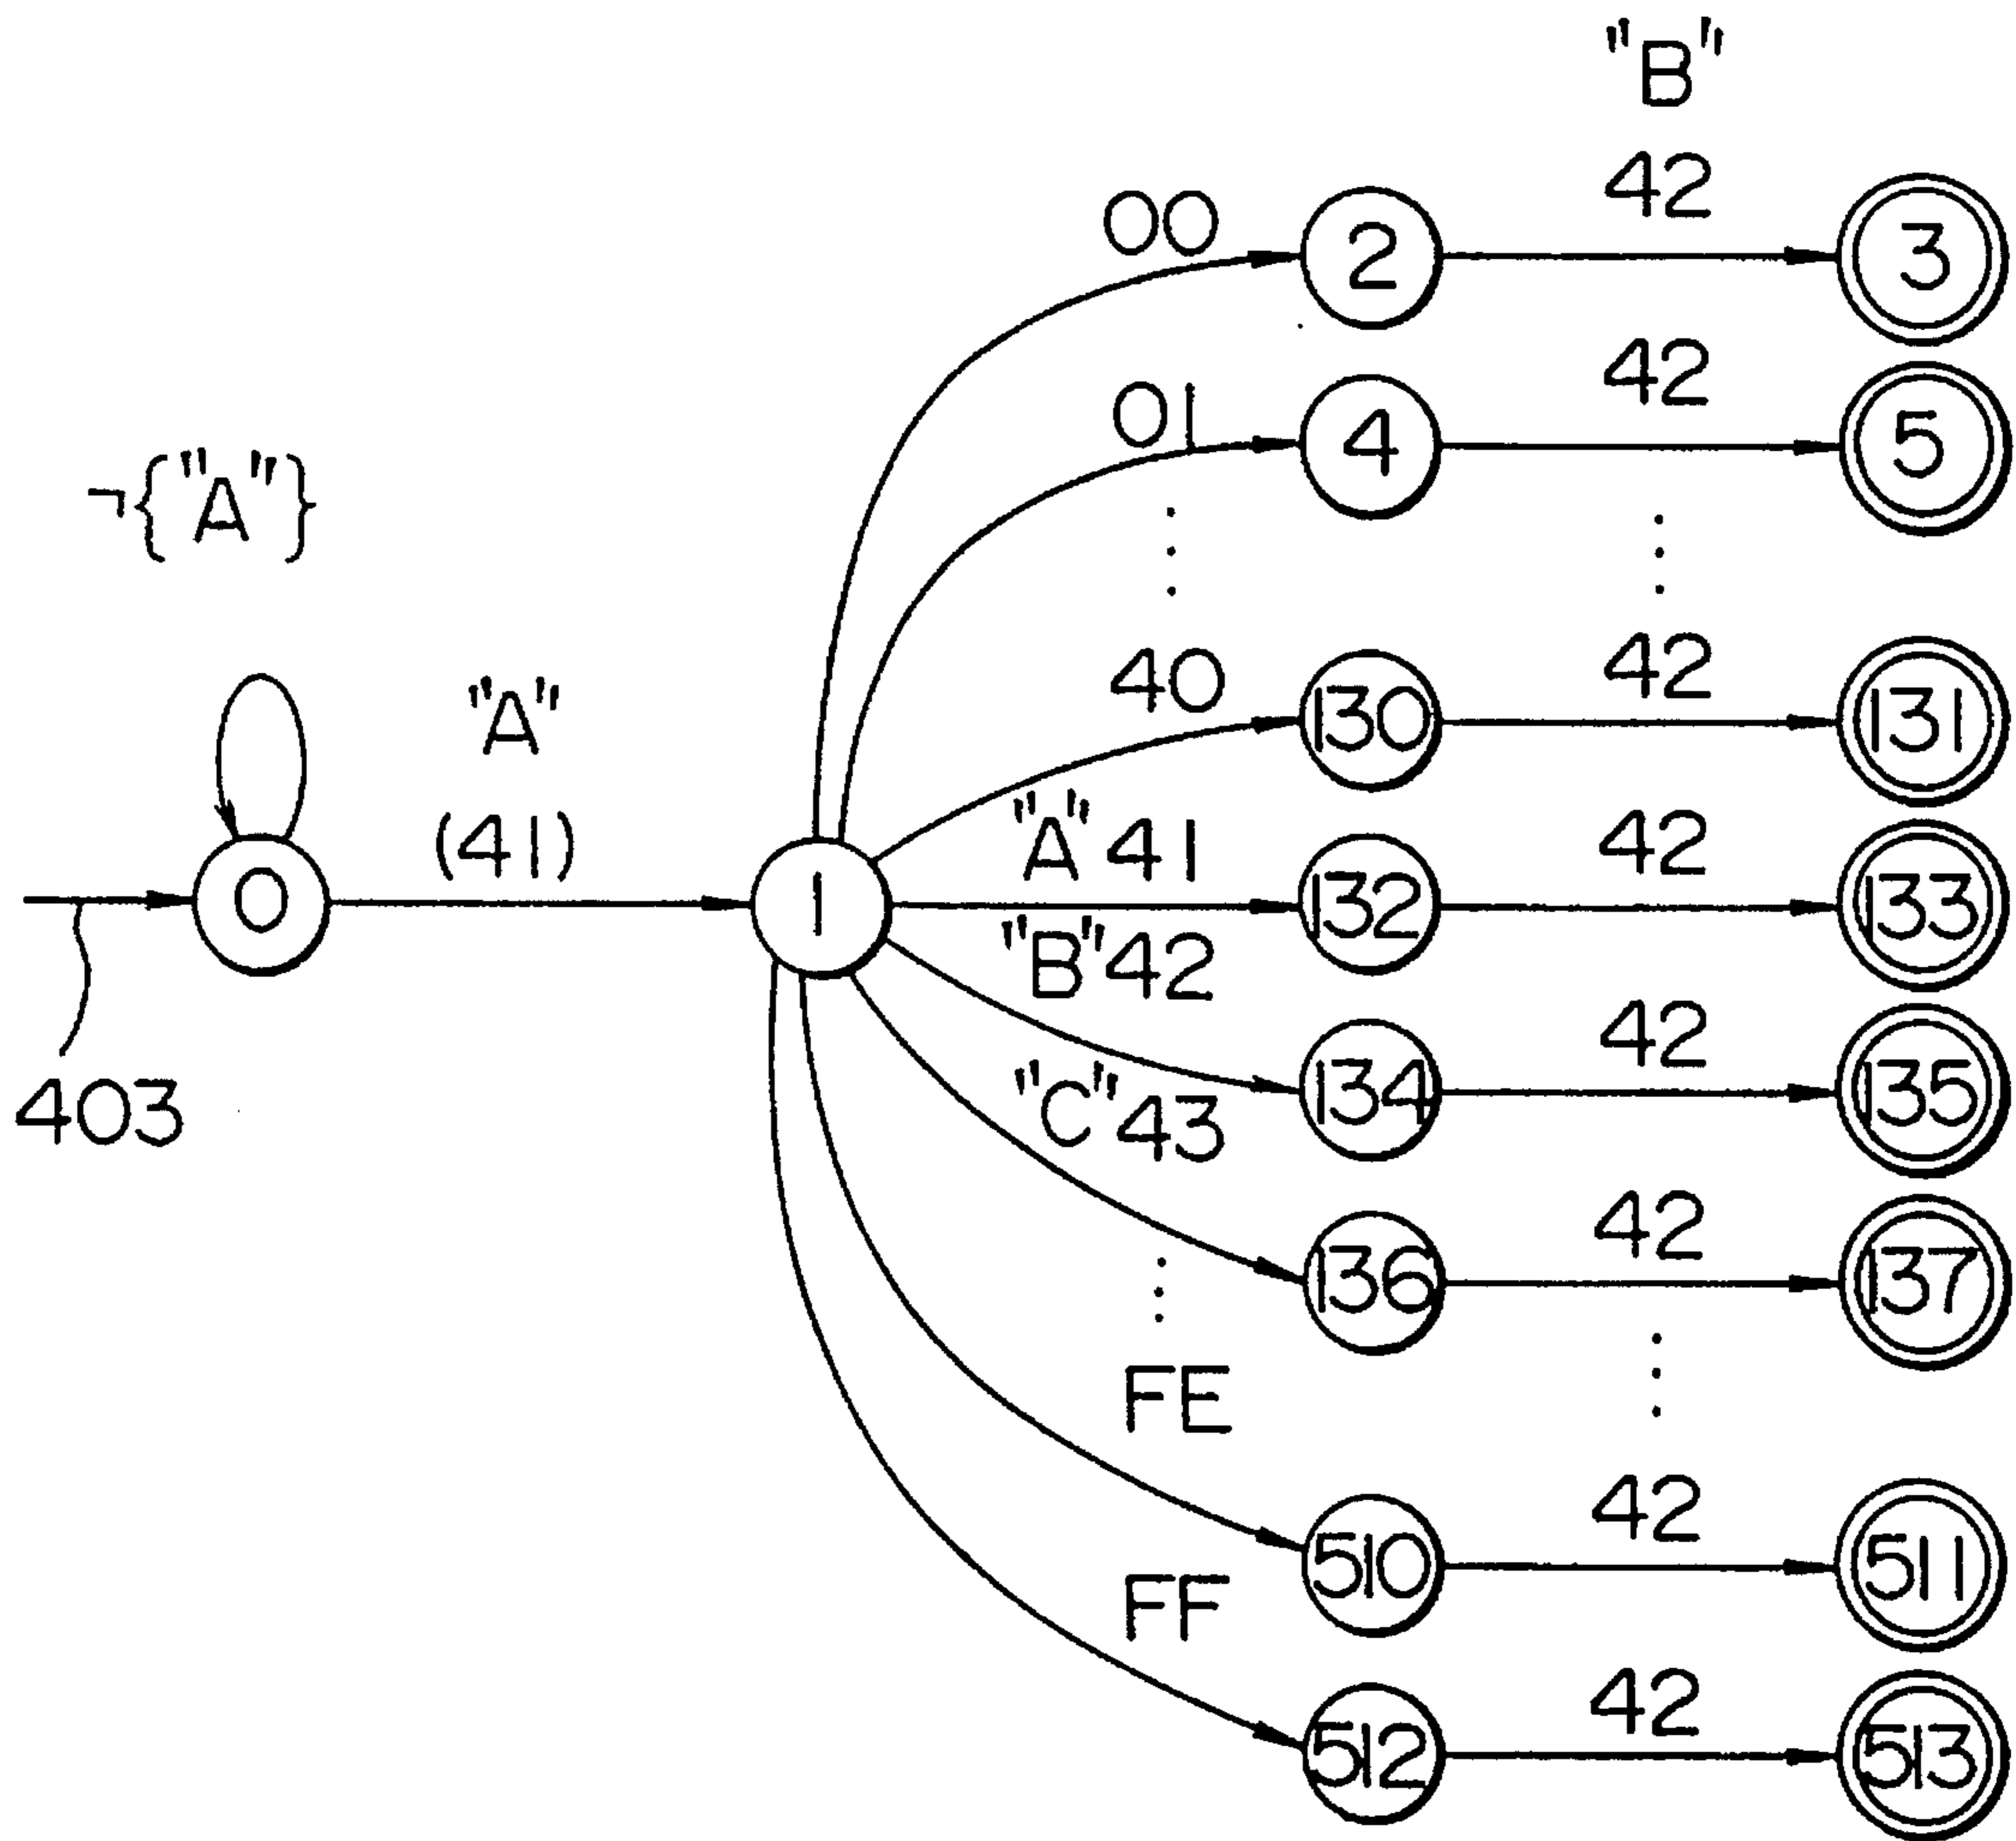 "B"
00 2 42 3
01 4 42 5
¬{"A"}
40 130 42 131
"A"
(41)
0 1 "A" 41 132 42 133
"B" 42 134 42 135
403
"C" 43 136 42 137
FE 510 42 511
FF 512 42 513